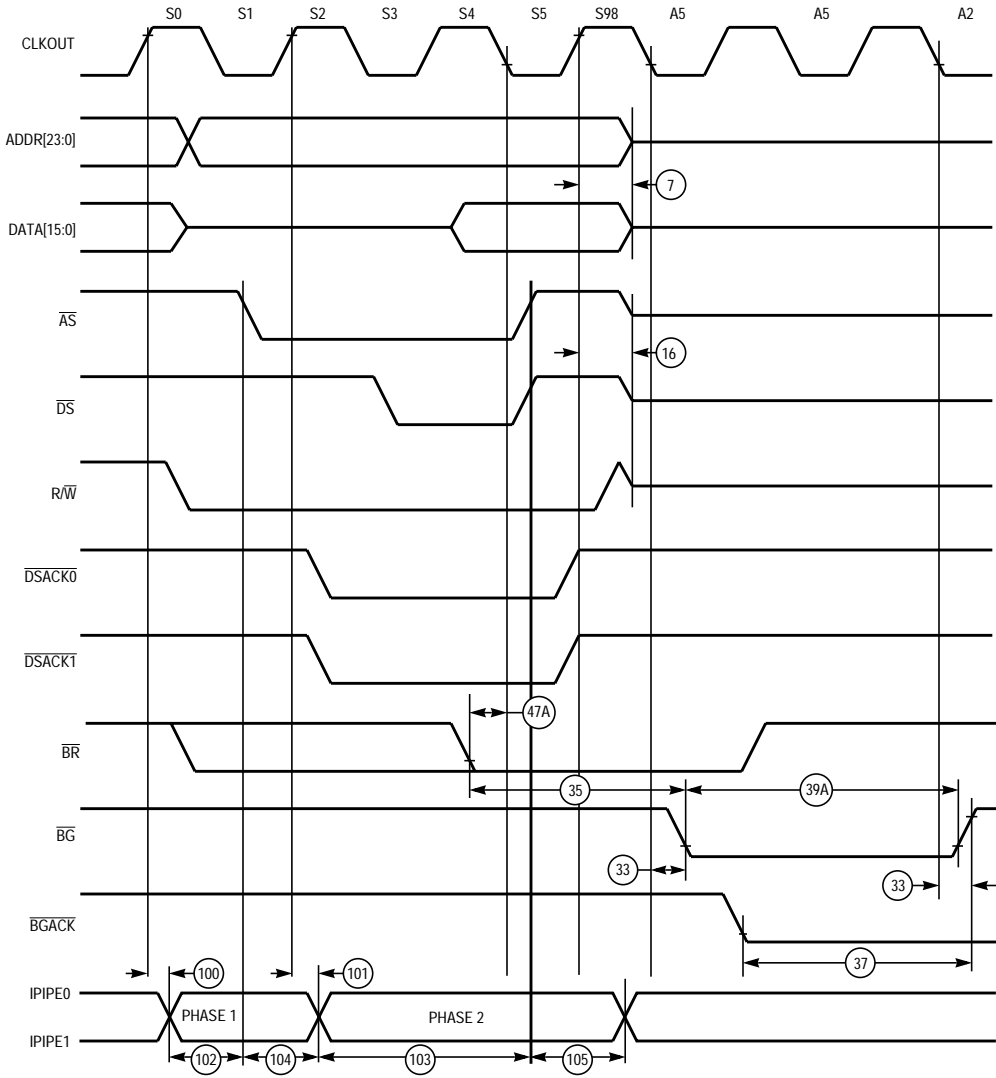 S0 S1 S2 S3 S4 S5 S98 A5 A5 A2
CLKOUT
ADDR[23:0]
7
DATA[15:0]
AS
16
DS
R/W
DSACK0
DSACK1
47A
BR
35 39A
BG
33 33
BGACK
37
100 101
IPIPE0
PHASE 1 PHASE 2
IPIPE1
102 104 103 105